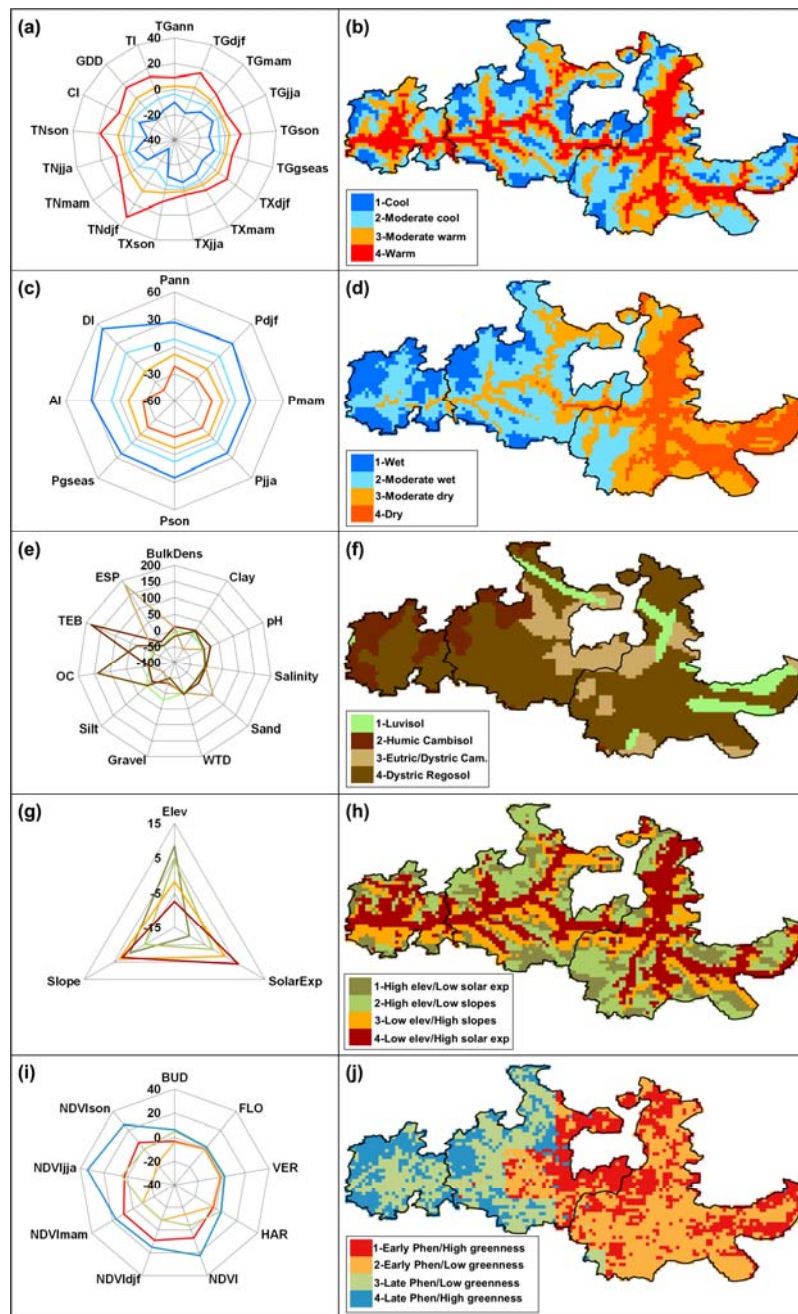 (a)
TGann
TGdjf
TGmam
TGjja
TGson
TGgseas
TXdjf
TXmam
TXjja
TXson
TNdjf
TNmam
TNjja
TNson
CI
GDD
TI
40
20
0
-20
-40
(b)
1-Cool
2-Moderate cool
3-Moderate warm
4-Warm
(c)
Pann
Pdjf
Pmam
Pjja
Pson
Pgseas
AI
DI
60
30
0
-30
-60
(d)
1-Wet
2-Moderate wet
3-Moderate dry
4-Dry
(e)
BulkDens
Clay
pH
Salinity
Sand
WTD
Gravel
Silt
OC
TEB
ESP
200
150
100
50
0
-50
-100
(f)
1-Luvisol
2-Humic Cambisol
3-Eutric/Dystric Cam.
4-Dystric Regosol
(g)
Elev
SolarExp
Slope
15
5
-5
-15
(h)
1-High elev/Low solar exp
2-High elev/Low slopes
3-Low elev/High slopes
4-Low elev/High solar exp
(i)
BUD
FLO
VER
HAR
NDVI
NDVIdjf
NDVImam
NDVIjja
NDVIson
40
20
0
-20
-40
(j)
1-Early Phen/High greenness
2-Early Phen/Low greenness
3-Late Phen/Low greenness
4-Late Phen/High greenness